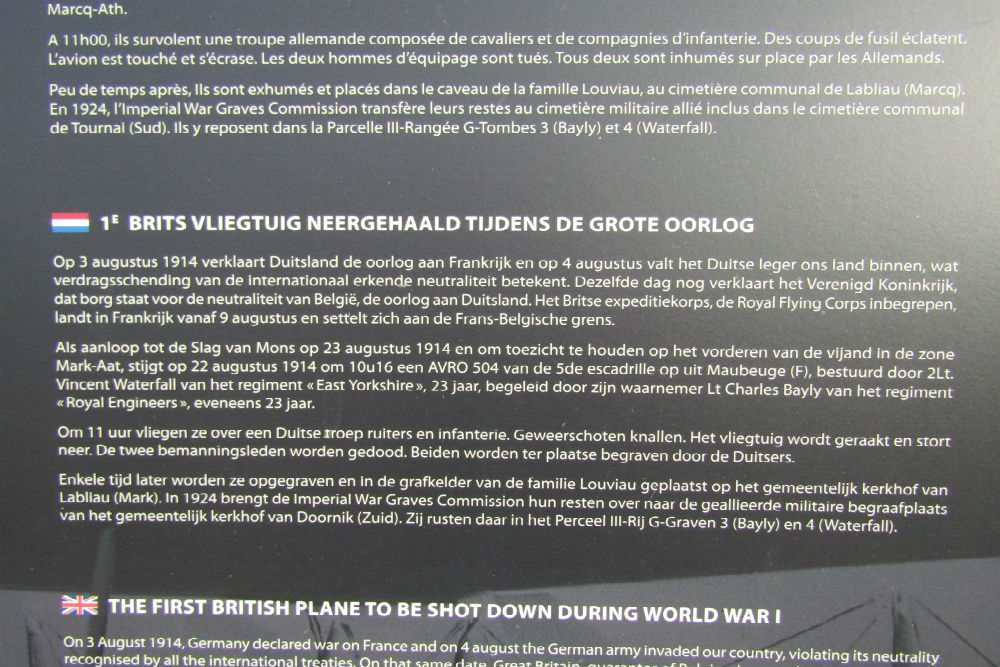 Marcq-Ath.
A 11h00, ils survolent une troupe allemande composée de cavaliers et de compagnies d'infanterie. Des coups de fusil éclatent.
L'avion est touché et s'écrase. Les deux hommes d'équipage sont tués. Tous deux sont inhumés sur place par les Allemands.
Peu de temps après, Ils sont exhumés et placés dans le caveau de la famille Louviau, au cimetière communal de Labliau (Marcq).
En 1924, l'Imperial War Graves Commission transfère leurs restes au cimetière militaire allié inclus dans le cimetière communal
de Tournai (Sud). Ils y reposent dans la Parcelle III-Rangée G-Tombes 3 (Bayly) et 4 (Waterfall).
1E BRITS VLIEGTUIG NEERGEHAALD TIJDENS DE GROTE OORLOG
Op 3 augustus 1914 verklaart Duitsland de oorlog aan Frankrijk en op 4 augustus valt het Duitse leger ons land binnen, wat
verdragsschending van de internationaal erkende neutraliteit betekent. Dezelfde dag nog verklaart het Verenigd Koninkrijk,
dat borg staat voor de neutraliteit van België, de oorlog aan Duitsland. Het Britse expeditiekorps, de Royal Flying Corps inbegrepen,
landt in Frankrijk vanaf 9 augustus en settelt zich aan de Frans-Belgische grens.
Als aanloop tot de Slag van Mons op 23 augustus 1914 en om toezicht te houden op het vorderen van de vijand in de zone
Mark-Aat, stijgt op 22 augustus 1914 om 10u16 een AVRO 504 van de 5de escadrille op uit Maubeuge (F), bestuurd door 2Lt.
Vincent Waterfall van het regiment « East Yorkshire », 23 jaar, begeleid door zijn waarnemer Lt Charles Bayly van het regiment
« Royal Engineers », eveneens 23 jaar.
Om 11 uur vliegen ze over een Duitse troep ruiters en infanterie. Geweerschoten knallen. Het vliegtuig wordt geraakt en stort
neer. De twee bemanningsleden worden gedood. Beiden worden ter plaatse begraven door de Duitsers.
Enkele tijd later worden ze opgegraven en in de grafkelder van de familie Louviau geplaatst op het gemeentelijk kerkhof van
Labliau (Mark). In 1924 brengt de Imperial War Graves Commission hun resten over naar de geallieerde militaire begraafplaats
van het gemeentelijk kerkhof van Doornik (Zuid). Zij rusten daar in het Perceel III-Rij G-Graven 3 (Bayly) en 4 (Waterfall).
THE FIRST BRITISH PLANE TO BE SHOT DOWN DURING WORLD WAR I
On 3 August 1914, Germany declared war on France and on 4 august the German army invaded our country, violating its neutrality
recognised by all the international treaties. On that same date, Great Britain, guarantor of